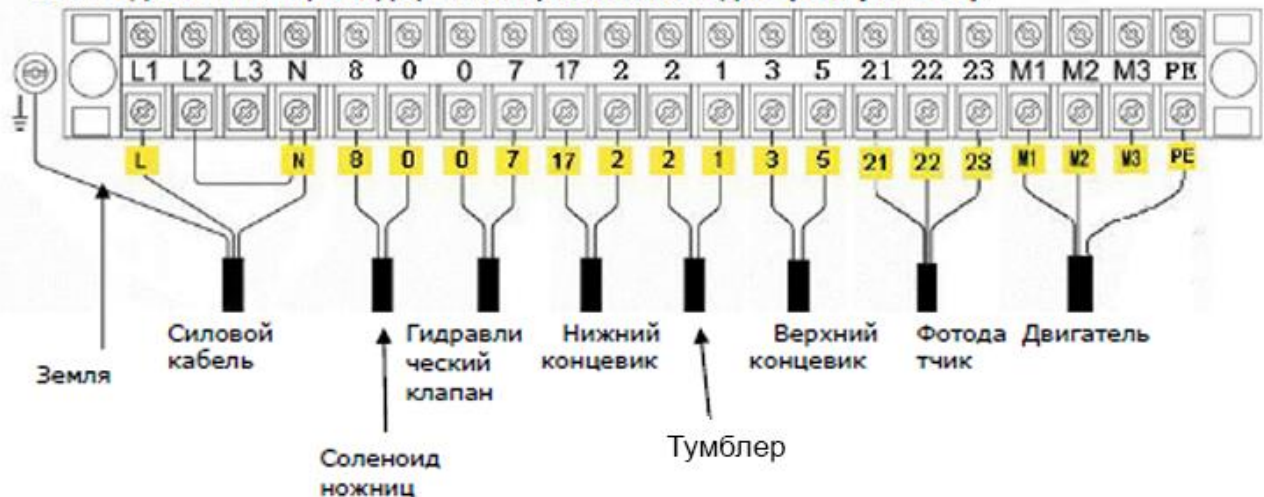 L1 L2 L3 N 8 0 0 7 17 2 2 1 3 5 21 22 23 M1 M2 M3 PE
L N 8 0 0 7 17 2 2 1 3 5 21 22 23 M1 M2 M3 PE
Силовой
кабель
Гидравли
ческий
клапан
Нижний
концевик
Верхний
концевик
Фотода
тчик
Двигатель
Земля
Соленоид
ножниц
Тумблер